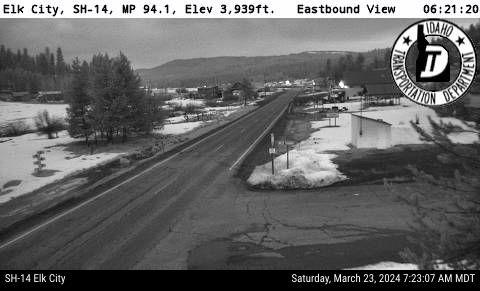 Elk City, SH-14, MP 94.1, Elev 3,939ft. Eastbound View 06:21:20
IDAHO
TRANSPORTATION DEPARTMENT
SH-14 Elk City Saturday, March 23, 2024 7:23:07 AM MDT